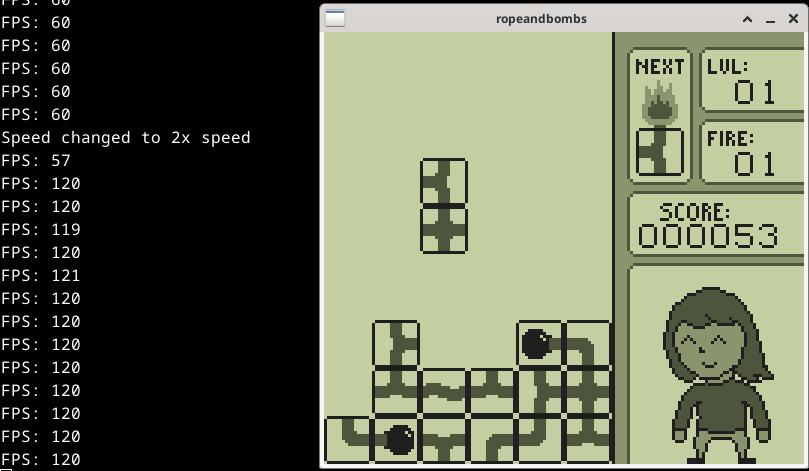 FPS: 60
FPS: 60
FPS: 60
FPS: 60
FPS: 60
FPS: 60
Speed changed to 2x speed
FPS: 57
FPS: 120
FPS: 120
FPS: 119
FPS: 120
FPS: 121
FPS: 120
FPS: 120
FPS: 120
FPS: 120
FPS: 120
FPS: 120
FPS: 120
FPS: 120
ropeandbombs
NEXT
LVL:
01
FIRE:
01
SCORE:
000053